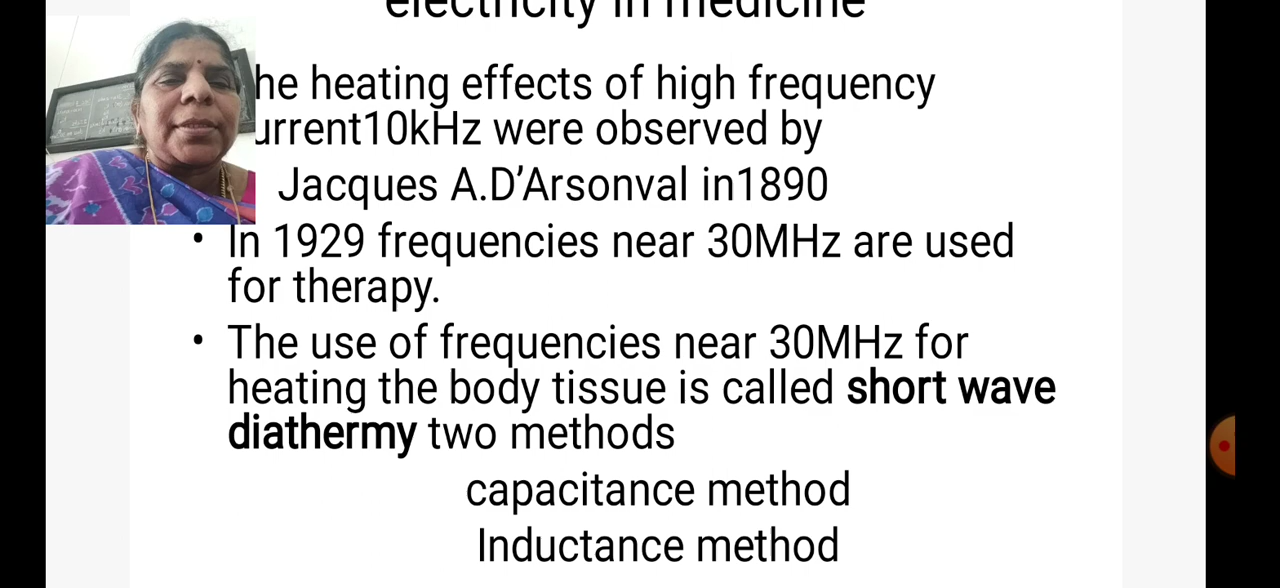 electricity in medicine
he heating effects of high frequency
urrent10kHz were observed by
Jacques A.D’Arsonval in1890
• In 1929 frequencies near 30MHz are used
for therapy.
• The use of frequencies near 30MHz for
heating the body tissue is called short wave
diathermy two methods
capacitance method
Inductance method